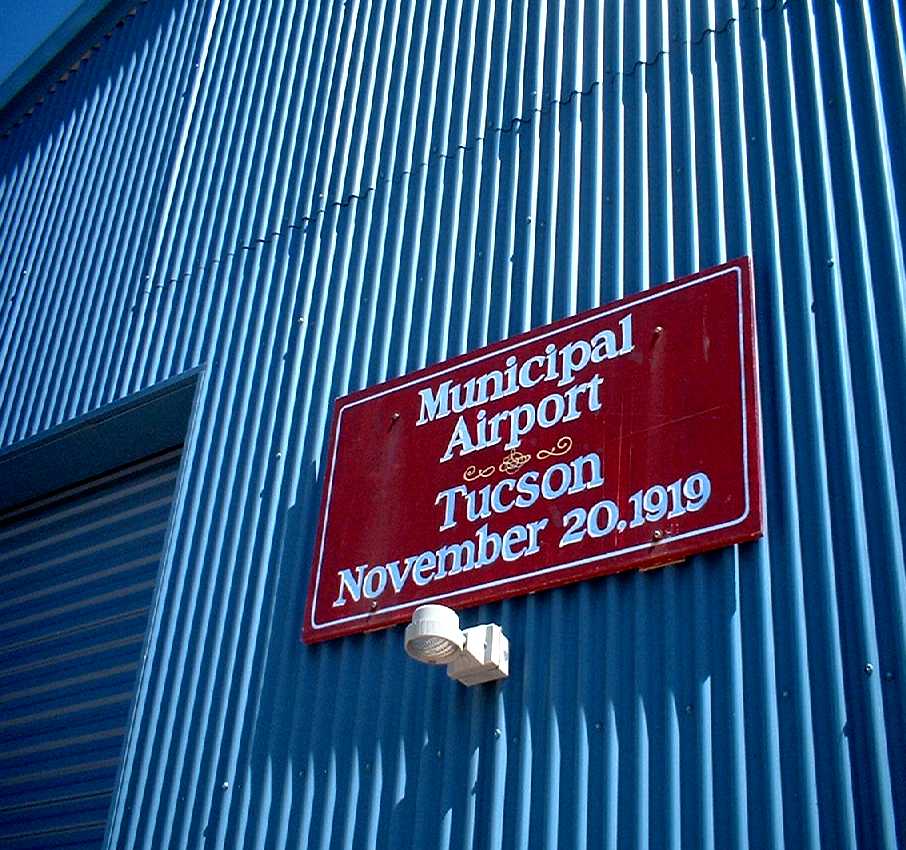 Municipal
Airport
Tucson
November 20, 1919